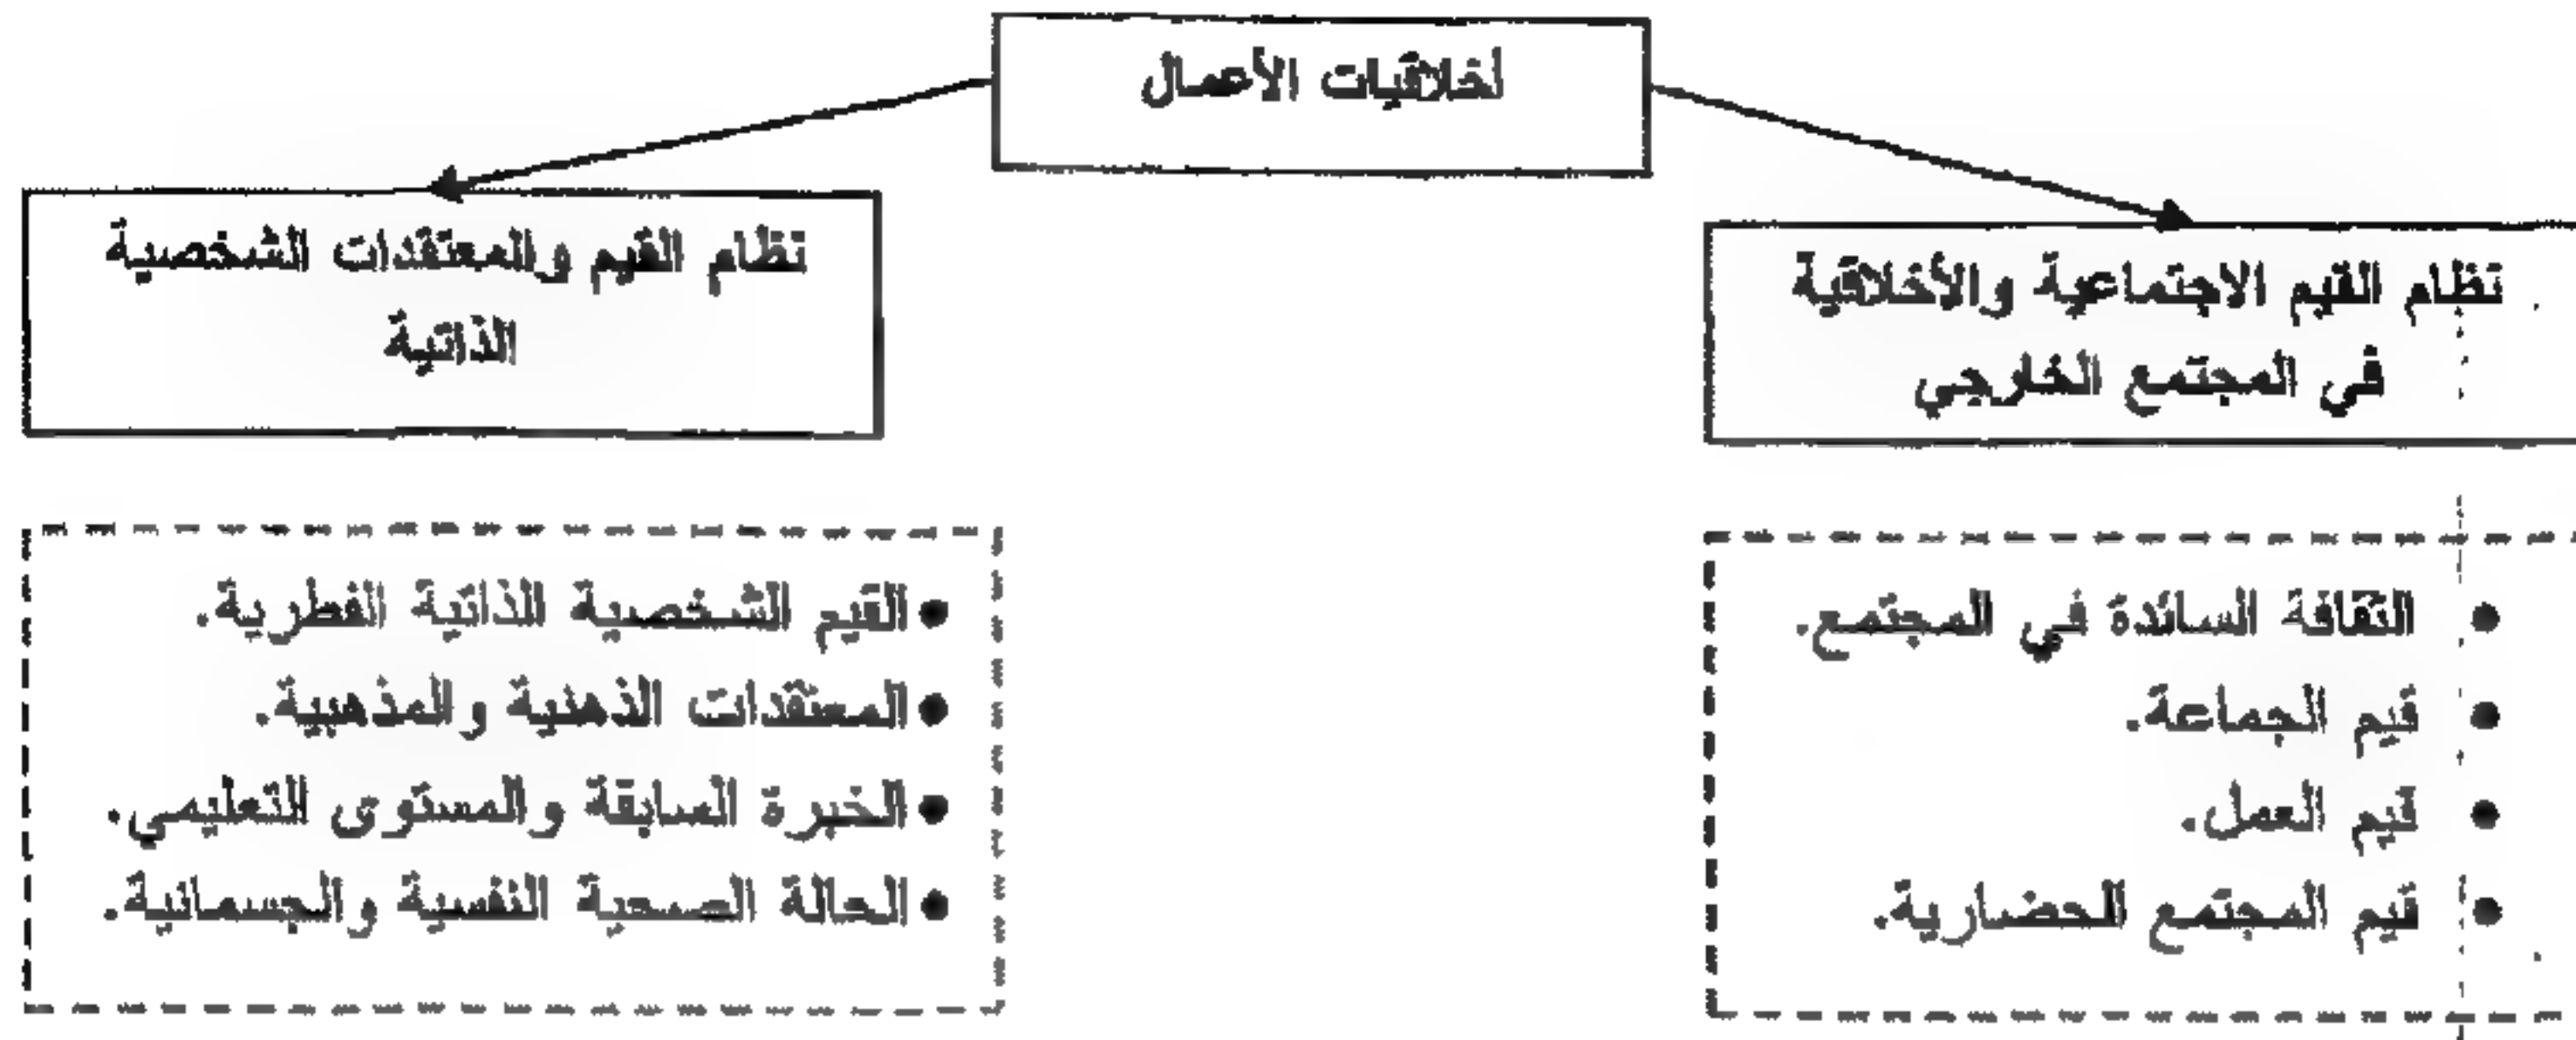 أخلاقيات الأعمال
نظام القيم الاجتماعية والأخلاقية
في المجتمع الخارجي
• الثقافة السائدة في المجتمع.
• قيم الجماعة.
• قيم العمل.
• قيم المجتمع الحضارية.
نظام القيم والمعتقدات الشخصية
الذاتية
• القيم الشخصية الذاتية الفطرية.
• المعتقدات الذهنية والمذهبية.
• الخبرة السابقة والمستوى التعليمي.
• الحالة الصحية النفسية والجسمانية.